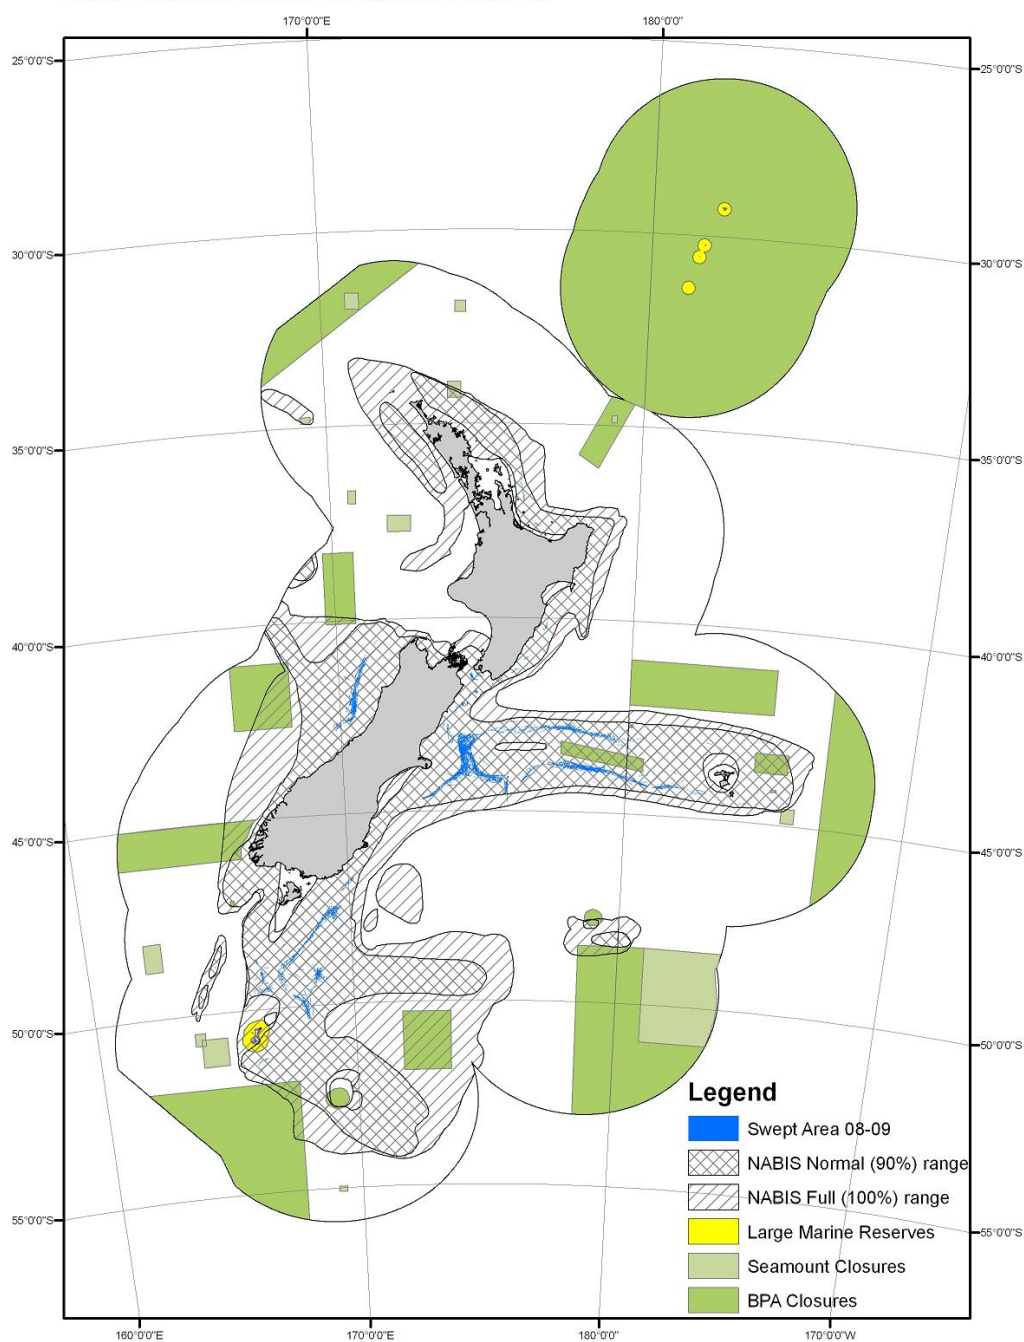 170°0'0"E 180°0'0"
25°0'0"S 25°0'0"S
30°0'0"S 30°0'0"S
35°0'0"S 35°0'0"S
40°0'0"S 40°0'0"S
45°0'0"S 45°0'0"S
50°0'0"S 50°0'0"S
55°0'0"S 55°0'0"S
Legend
Swept Area 08-09
NABIS Normal (90%) range
NABIS Full (100%) range
Large Marine Reserves
Seamount Closures
BPA Closures
160°0'0"E 170°0'0"E 180°0'0" 170°0'0"W